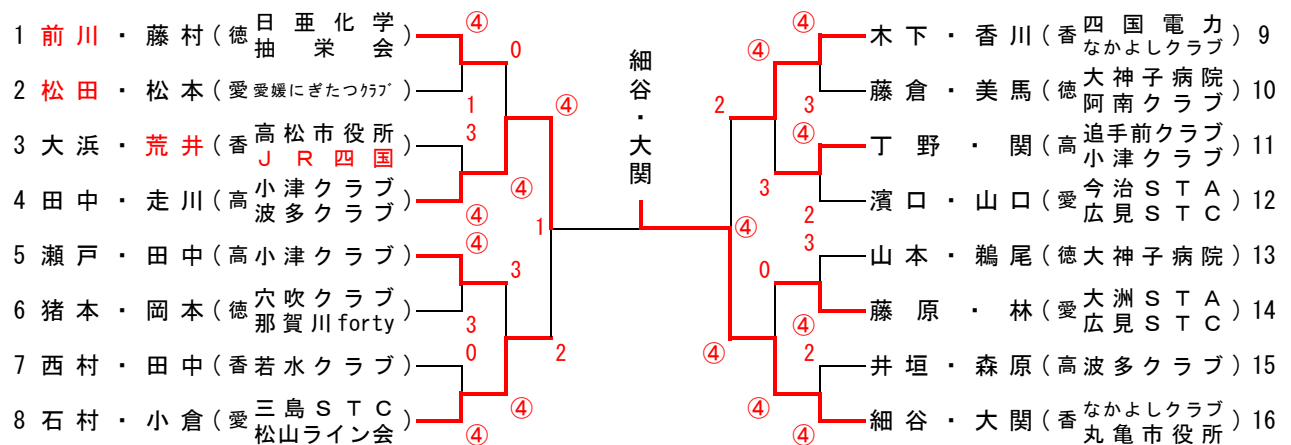 1 前川・藤村(徳 日亜化学 抽栄会) ④
0
2 松田・松本(愛 愛媛にぎたつクラブ) 1
④
3 大浜・荒井(香 高松市役所 JR四国) 3
④
4 田中・走川(高 小津クラブ 波多クラブ) ④
1
5 瀬戸・田中(高 小津クラブ) ④
3
6 猪本・岡本(徳 穴吹クラブ 那賀川forty) 3
2
7 西村・田中(香 若水クラブ) 0
④
8 石村・小倉(愛 三島STC 松山ライン会) ④
細谷・大関
④ 木下・香川(香 四国電力 なかよしクラブ) 9
④
3 藤倉・美馬(徳 大神子病院 阿南クラブ) 10
2
④ 丁野・関(高 追手前クラブ 小津クラブ) 11
3
2 濱口・山口(愛 今治STA 広見STC) 12
④
3 山本・鵜尾(徳 大神子病院) 13
0
④ 藤原・林(愛 大洲STA 広見STC) 14
④
2 井垣・森原(高 波多クラブ) 15
④
④ 細谷・大関(香 なかよしクラブ 丸亀市役所) 16